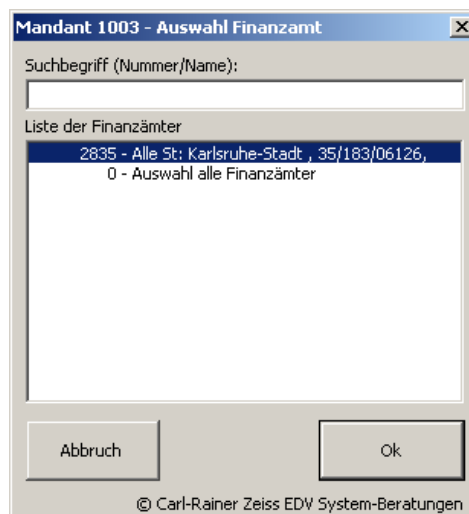 Mandant 1003 - Auswahl Finanzamt
Suchbegriff (Nummer/Name):
Liste der Finanzämter
2835 - Alle St: Karlsruhe-Stadt , 35/183/06126,
0 - Auswahl alle Finanzämter
Abbruch
Ok
© Carl-Rainer Zeiss EDV System-Beratungen